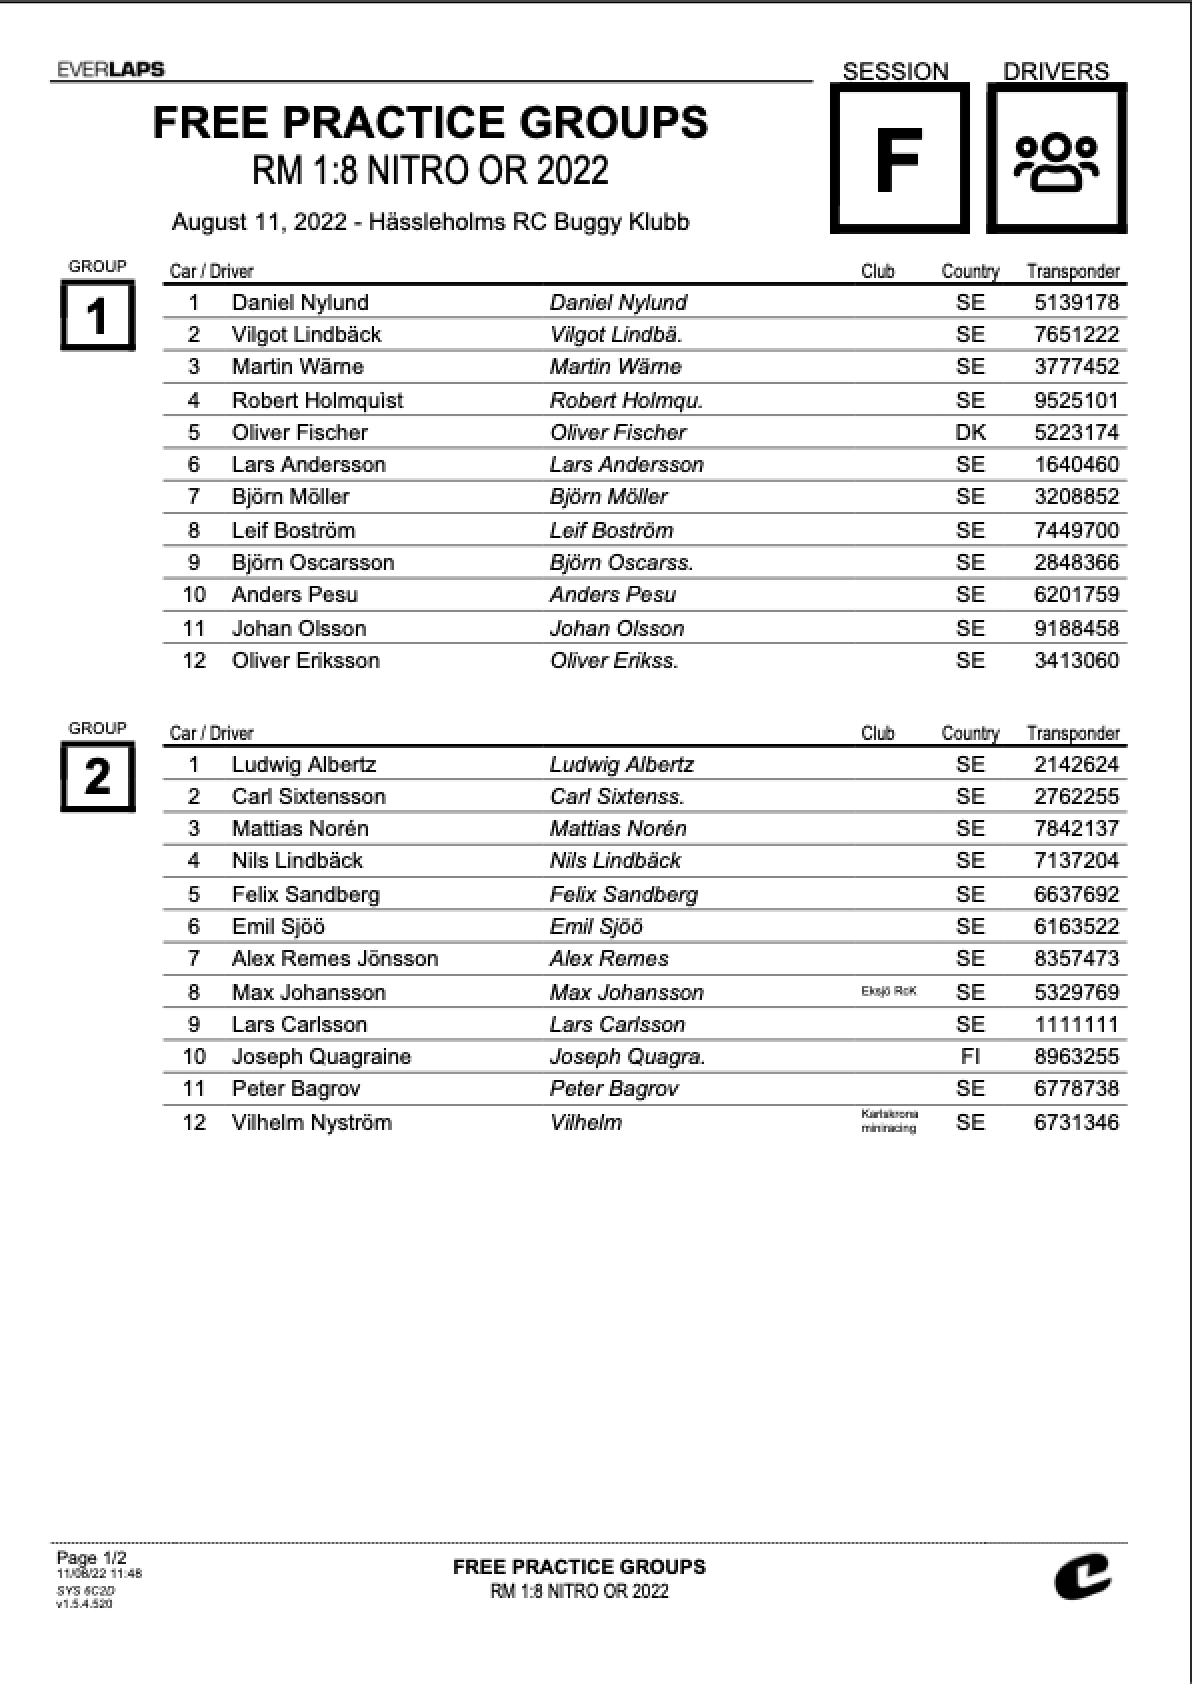 EVERLAPS
SESSION DRIVERS
FREE PRACTICE GROUPS
RM 1:8 NITRO OR 2022
F
August 11, 2022 - Hässleholms RC Buggy Klubb
GROUP Car / Driver Club Country Transponder
1
1 Daniel Nylund Daniel Nylund SE 5139178
2 Vilgot Lindbäck Vilgot Lindbä. SE 7651222
3 Martin Wärne Martin Wärne SE 3777452
4 Robert Holmquist Robert Holmqu. SE 9525101
5 Oliver Fischer Oliver Fischer DK 5223174
6 Lars Andersson Lars Andersson SE 1640460
7 Björn Möller Björn Möller SE 3208852
8 Leif Boström Leif Boström SE 7449700
9 Björn Oscarsson Björn Oscarss. SE 2848366
10 Anders Pesu Anders Pesu SE 6201759
11 Johan Olsson Johan Olsson SE 9188458
12 Oliver Eriksson Oliver Erikss. SE 3413060
GROUP Car / Driver Club Country Transponder
2
1 Ludwig Albertz Ludwig Albertz SE 2142624
2 Carl Sixtensson Carl Sixtenss. SE 2762255
3 Mattias Norén Mattias Norén SE 7842137
4 Nils Lindbäck Nils Lindbäck SE 7137204
5 Felix Sandberg Felix Sandberg SE 6637692
6 Emil Sjöö Emil Sjöö SE 6163522
7 Alex Remes Jönsson Alex Remes SE 8357473
8 Max Johansson Max Johansson Eksjö RcK SE 5329769
9 Lars Carlsson Lars Carlsson SE 1111111
10 Joseph Quagraine Joseph Quagra. FI 8963255
11 Peter Bagrov Peter Bagrov SE 6778738
12 Vilhelm Nyström Vilhelm Karlskrona miniracing SE 6731346
Page 1/2
11/08/22 11:48
SYS 6C2D
v1.5.4.520
FREE PRACTICE GROUPS
RM 1:8 NITRO OR 2022